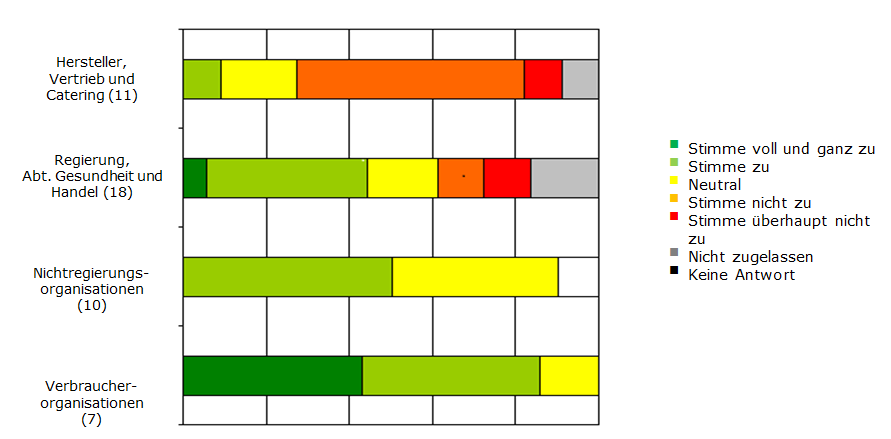 Hersteller,
Vertrieb und
Catering (11)
Regierung,
Abt. Gesundheit und
Handel (18)
Nichtregierungs-
organisationen
(10)
Verbraucher-
organisationen
(7)
Stimme voll und ganz zu
Stimme zu
Neutral
Stimme nicht zu
Stimme überhaupt nicht
zu
Nicht zugelassen
Keine Antwort